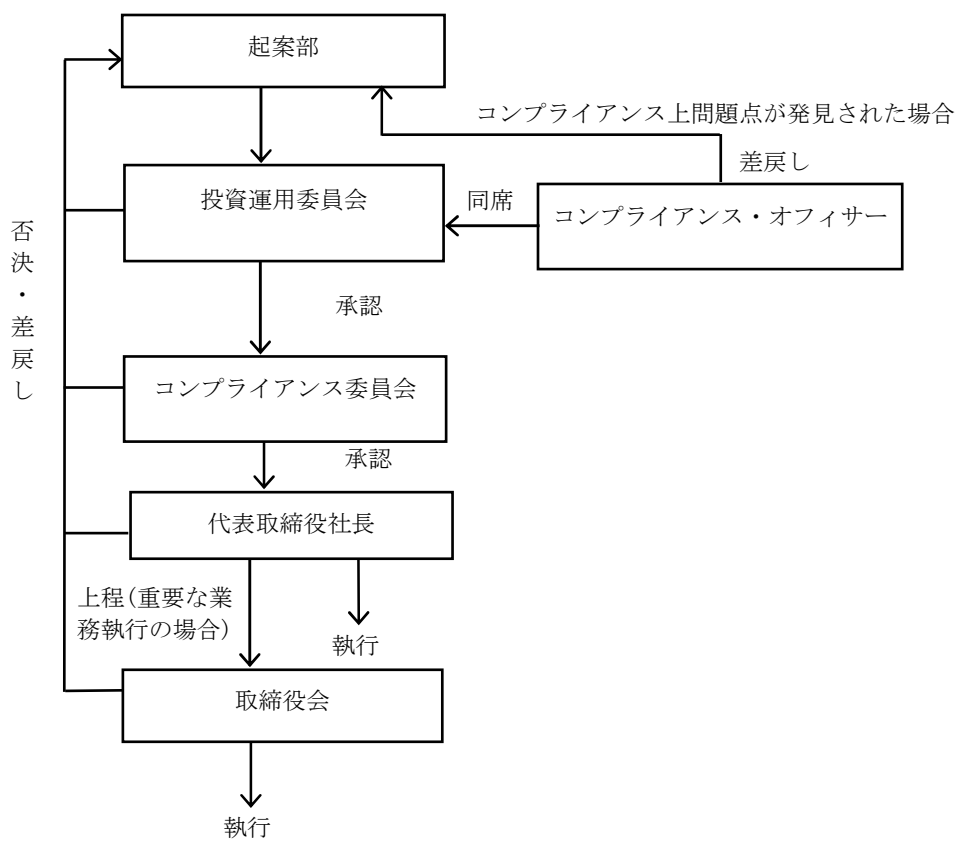 起案部
コンプライアンス上問題点が発見された場合
差戻し
投資運用委員会
同席
コンプライアンス・オフィサー
否決・差戻し
承認
コンプライアンス委員会
承認
代表取締役社長
上程(重要な業
務執行の場合)
執行
取締役会
執行